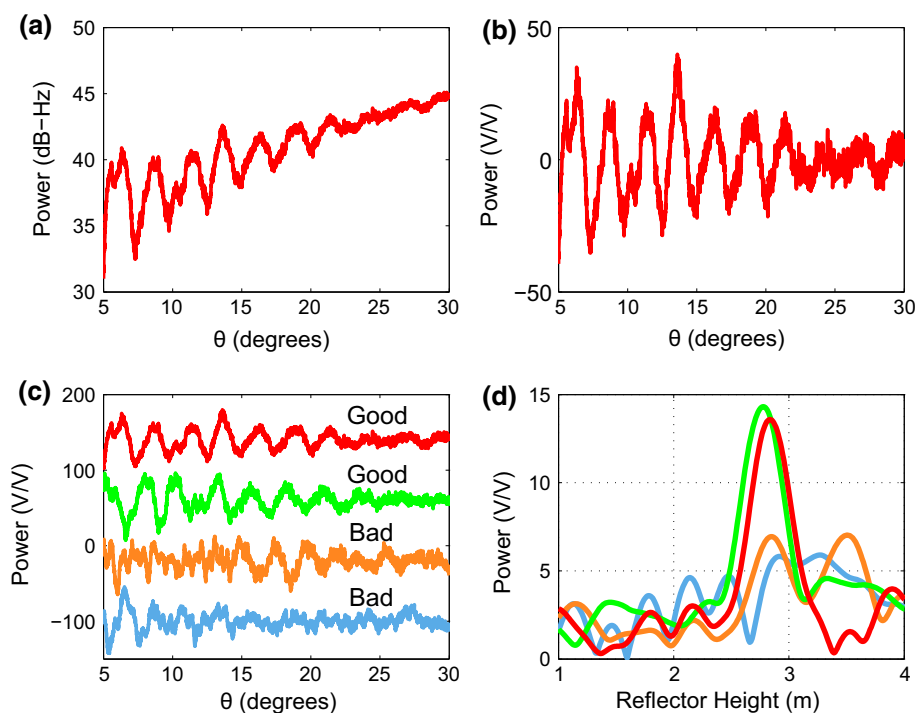 (a)
50
45
40
35
30
Power (dB−Hz)
5 10 15 20 25 30
θ (degrees)
(b)
50
0
−50
Power (V/V)
5 10 15 20 25 30
θ (degrees)
(c)
200
100
0
−100
Power (V/V)
Good
Good
Bad
Bad
5 10 15 20 25 30
θ (degrees)
(d)
15
10
5
0
Power (V/V)
1 2 3 4
Reflector Height (m)